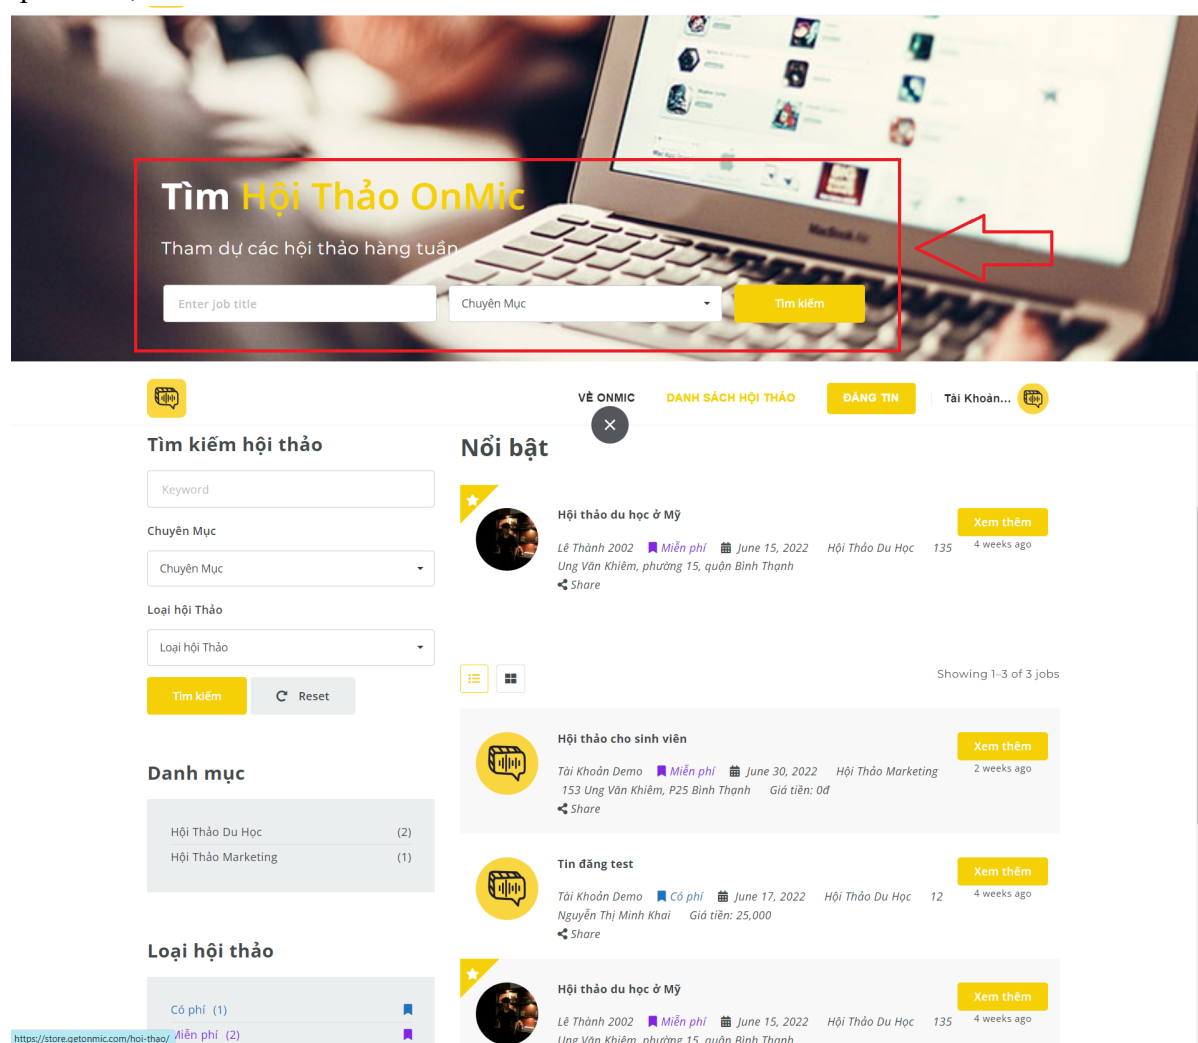 Tìm Hội Thảo OnMic
Tham dự các hội thảo hàng tuần
Enter job title
Chuyên Mục
Tìm kiếm
MacBook Air
VỀ ONMIC
DANH SÁCH HỘI THẢO
ĐĂNG TIN
Tài Khoản...
Tìm kiếm hội thảo
Keyword
Chuyên Mục
Chuyên Mục
Loại hội Thảo
Loại hội Thảo
Tìm kiếm
Reset
Danh mục
Hội Thảo Du Học (2)
Hội Thảo Marketing (1)
Loại hội thảo
Có phí (1)
Miễn phí (2)
https://store.getonmic.com/hoi-thao/
Nổi bật
Hội thảo du học ở Mỹ
Xem thêm
Lê Thành 2002 Miễn phí June 15, 2022 Hội Thảo Du Học 135
4 weeks ago
Ung Văn Khiêm, phường 15, quận Bình Thạnh
Share
Showing 1–3 of 3 jobs
Hội thảo cho sinh viên
Xem thêm
Tài Khoản Demo Miễn phí June 30, 2022 Hội Thảo Marketing
2 weeks ago
153 Ung Văn Khiêm, P25 Bình Thạnh Giá tiền: 0đ
Share
Tin đăng test
Xem thêm
Tài Khoản Demo Có phí June 17, 2022 Hội Thảo Du Học 12
4 weeks ago
Nguyễn Thị Minh Khai Giá tiền: 25,000
Share
Hội thảo du học ở Mỹ
Xem thêm
Lê Thành 2002 Miễn phí June 15, 2022 Hội Thảo Du Học 135
4 weeks ago
Ung Văn Khiêm, phường 15, quận Bình Thạnh